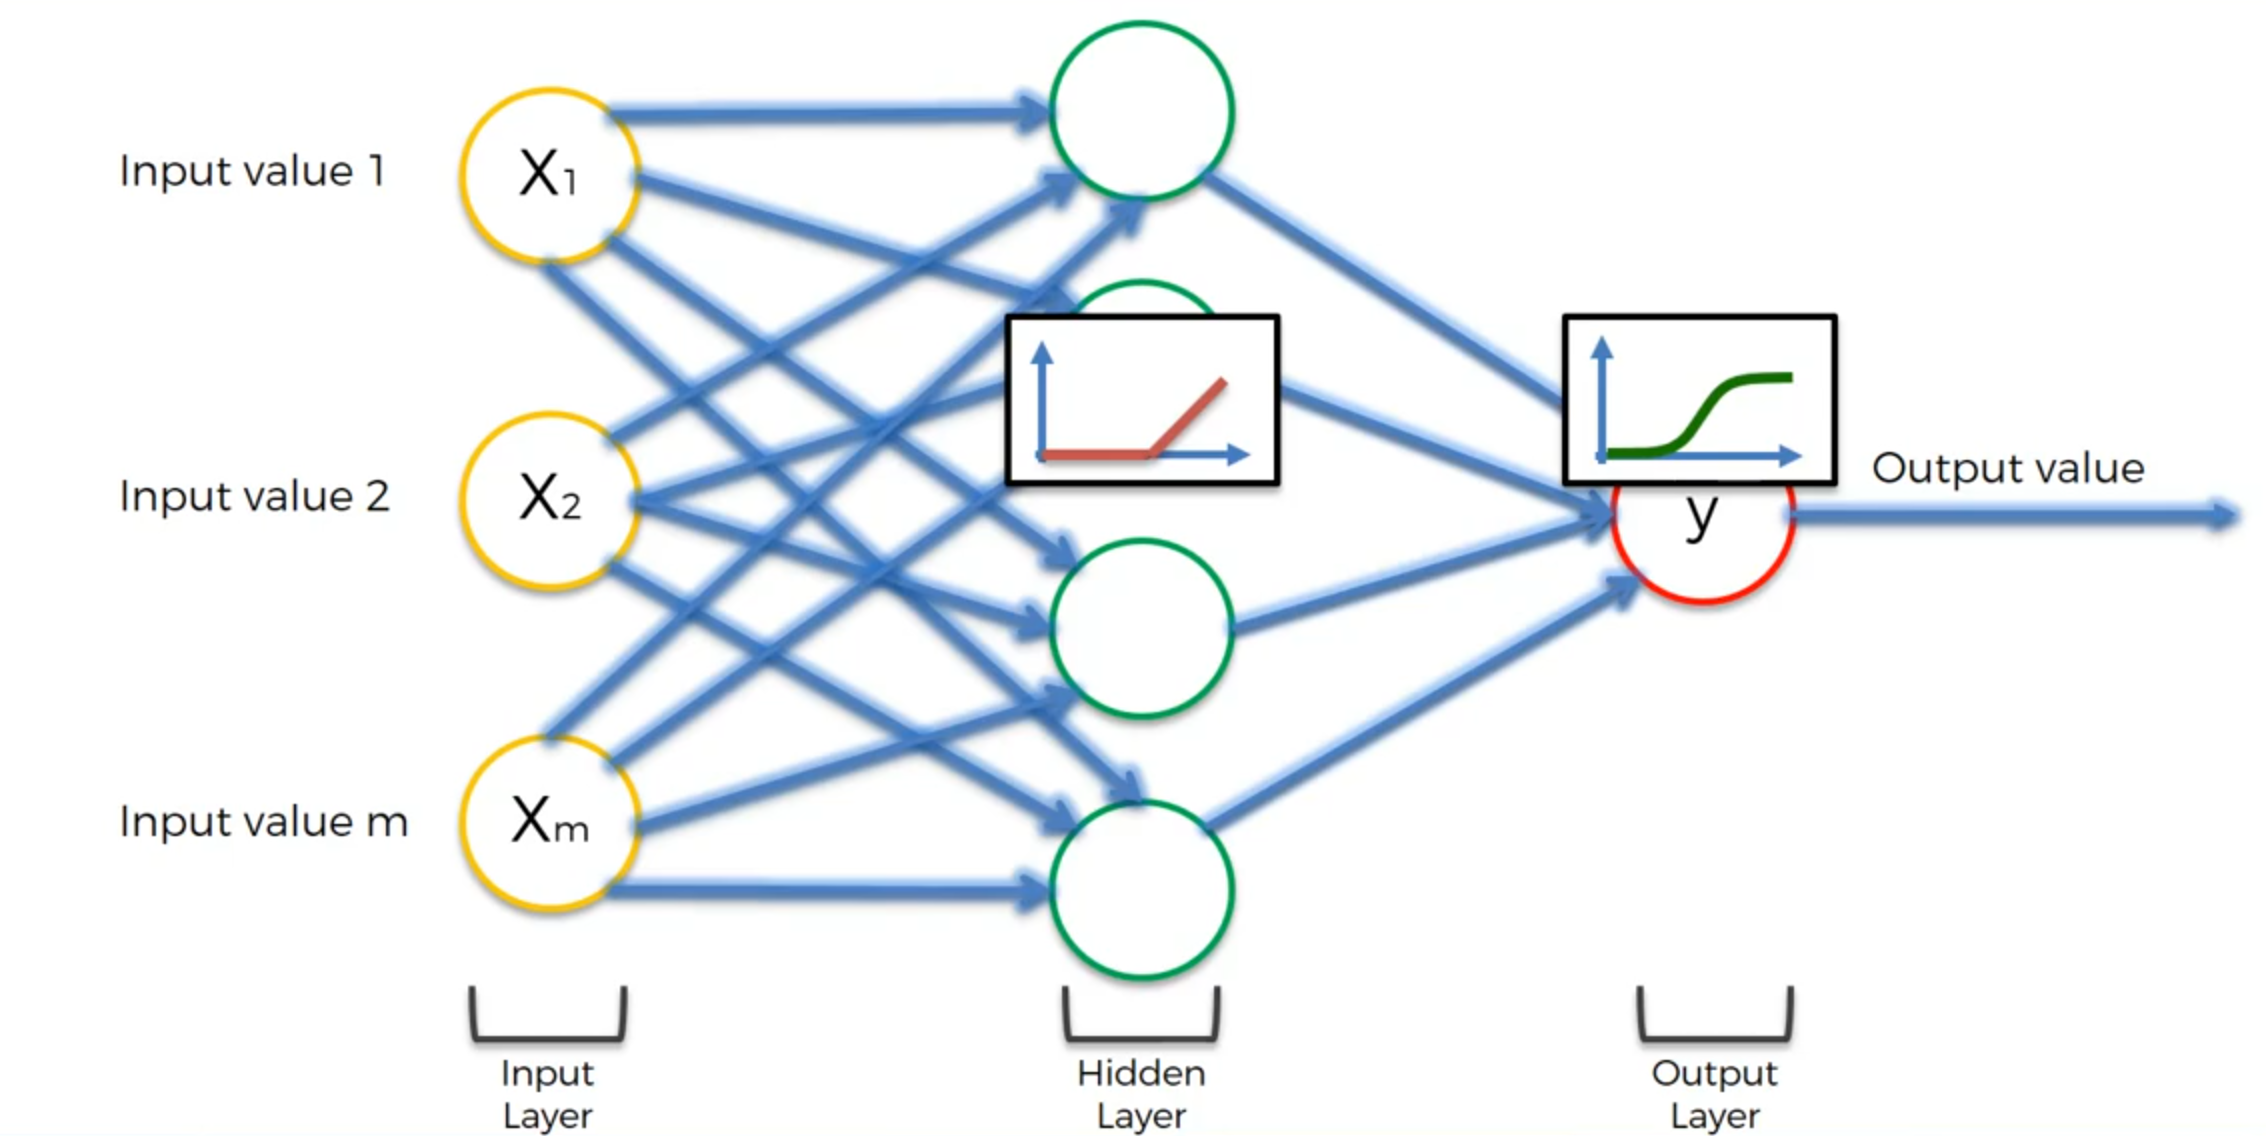 Input value 1
X1
Input value 2
X2
Input value m
Xm
y
Output value
Input
Layer
Hidden
Layer
Output
Layer